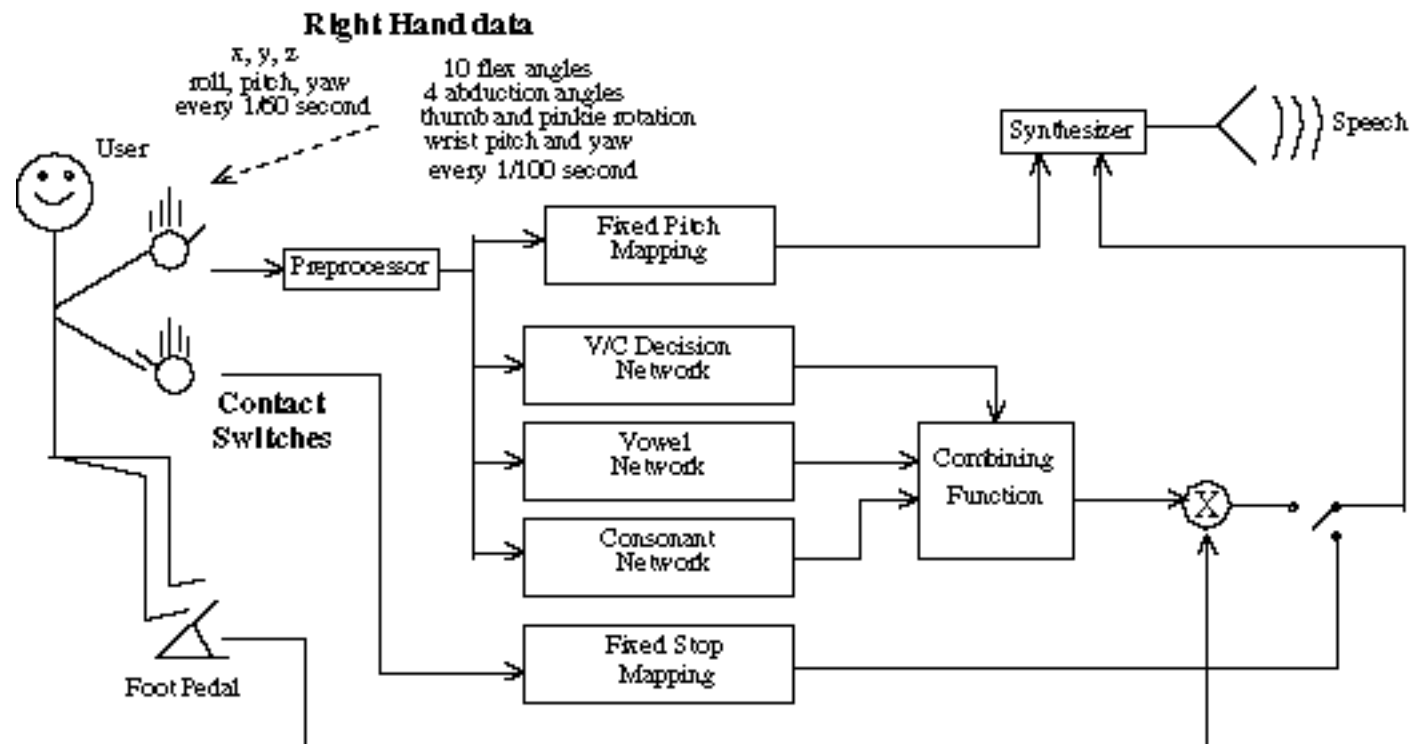 Right Hand data
x, y, z
roll, pitch, yaw
every 1/60 second
10 flex angles
4 abduction angles
thumb and pinkie rotation
wrist pitch and yaw
every 1/100 second
User
Synthesizer
Speech
Fixed Pitch
Mapping
Preprocessor
V/C Decision
Network
Contact
Switches
Vowel
Network
Combining
Function
X
Consonant
Network
Fixed Stop
Mapping
Foot Pedal